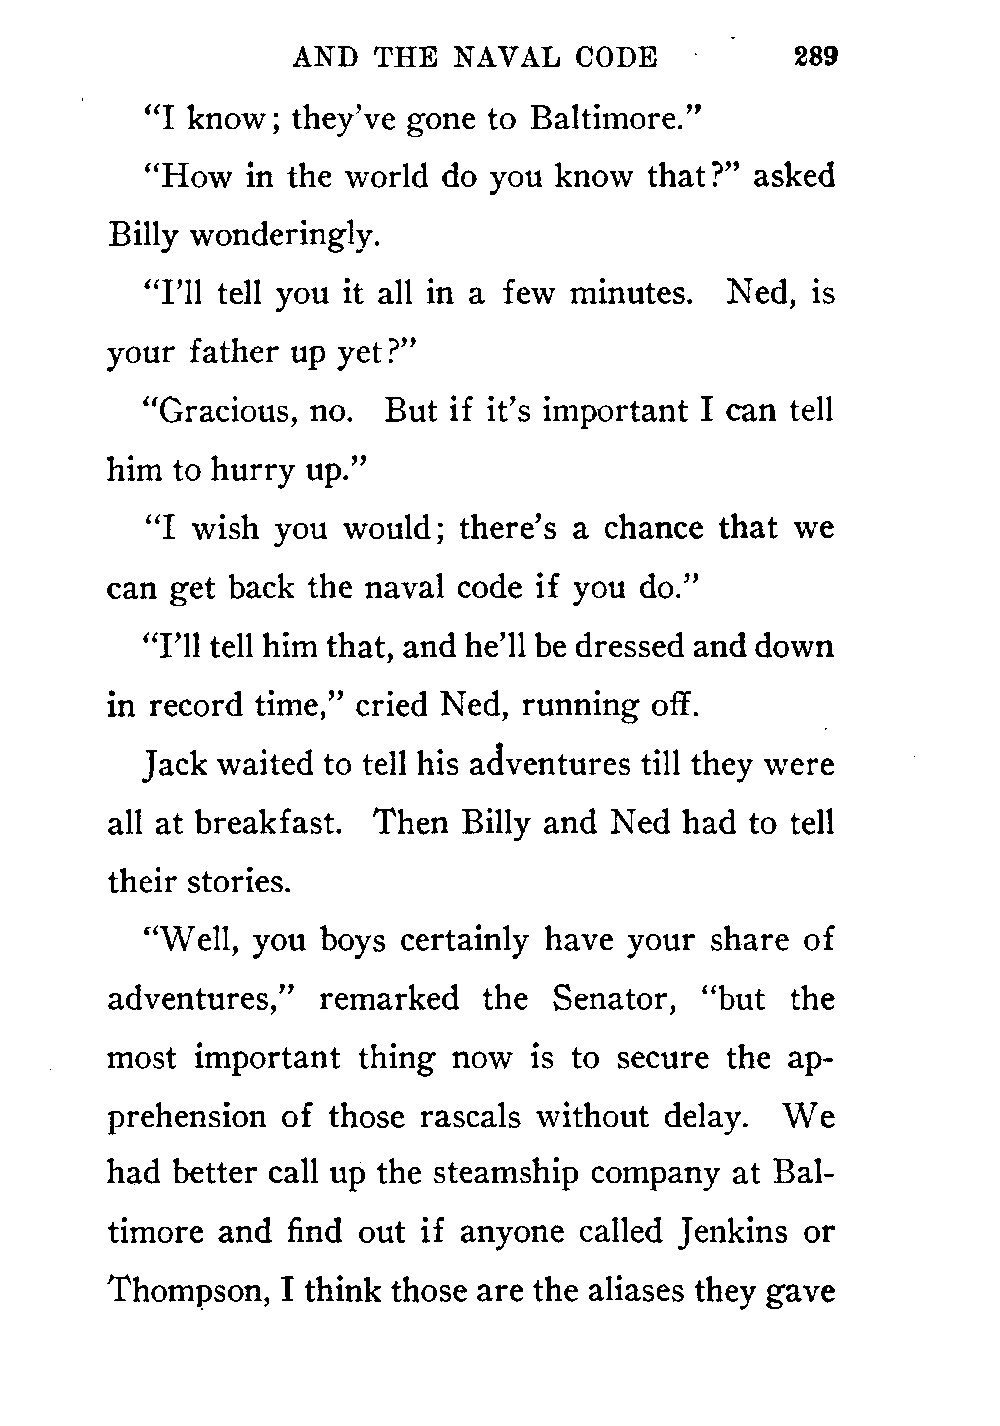 AND THE NAVAL CODE 289
“I know; they’ve gone to Baltimore.”
“How in the world do you know that?” asked
Billy wonderingly.
“I’ll tell you it all in a few minutes. Ned, is
your father up yet?”
“Gracious, no. But if it’s important I can tell
him to hurry up.”
“I wish you would; there’s a chance that we
can get back the naval code if you do.”
“I’ll tell him that, and he’ll be dressed and down
in record time,” cried Ned, running off.
Jack waited to tell his adventures till they were
all at breakfast. Then Billy and Ned had to tell
their stories.
“Well, you boys certainly have your share of
adventures,” remarked the Senator, “but the
most important thing now is to secure the ap-
prehension of those rascals without delay. We
had better call up the steamship company at Bal-
timore and find out if anyone called Jenkins or
Thompson, I think those are the aliases they gave